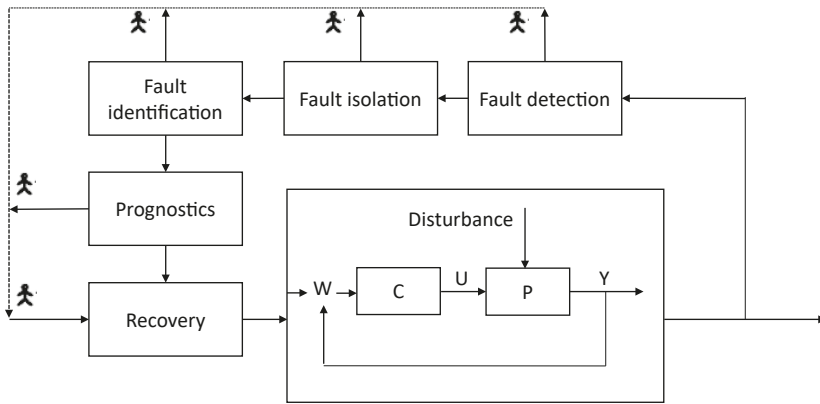 Fault
identification
Fault isolation
Fault detection
Prognostics
Disturbance
W
C
U
P
Y
Recovery